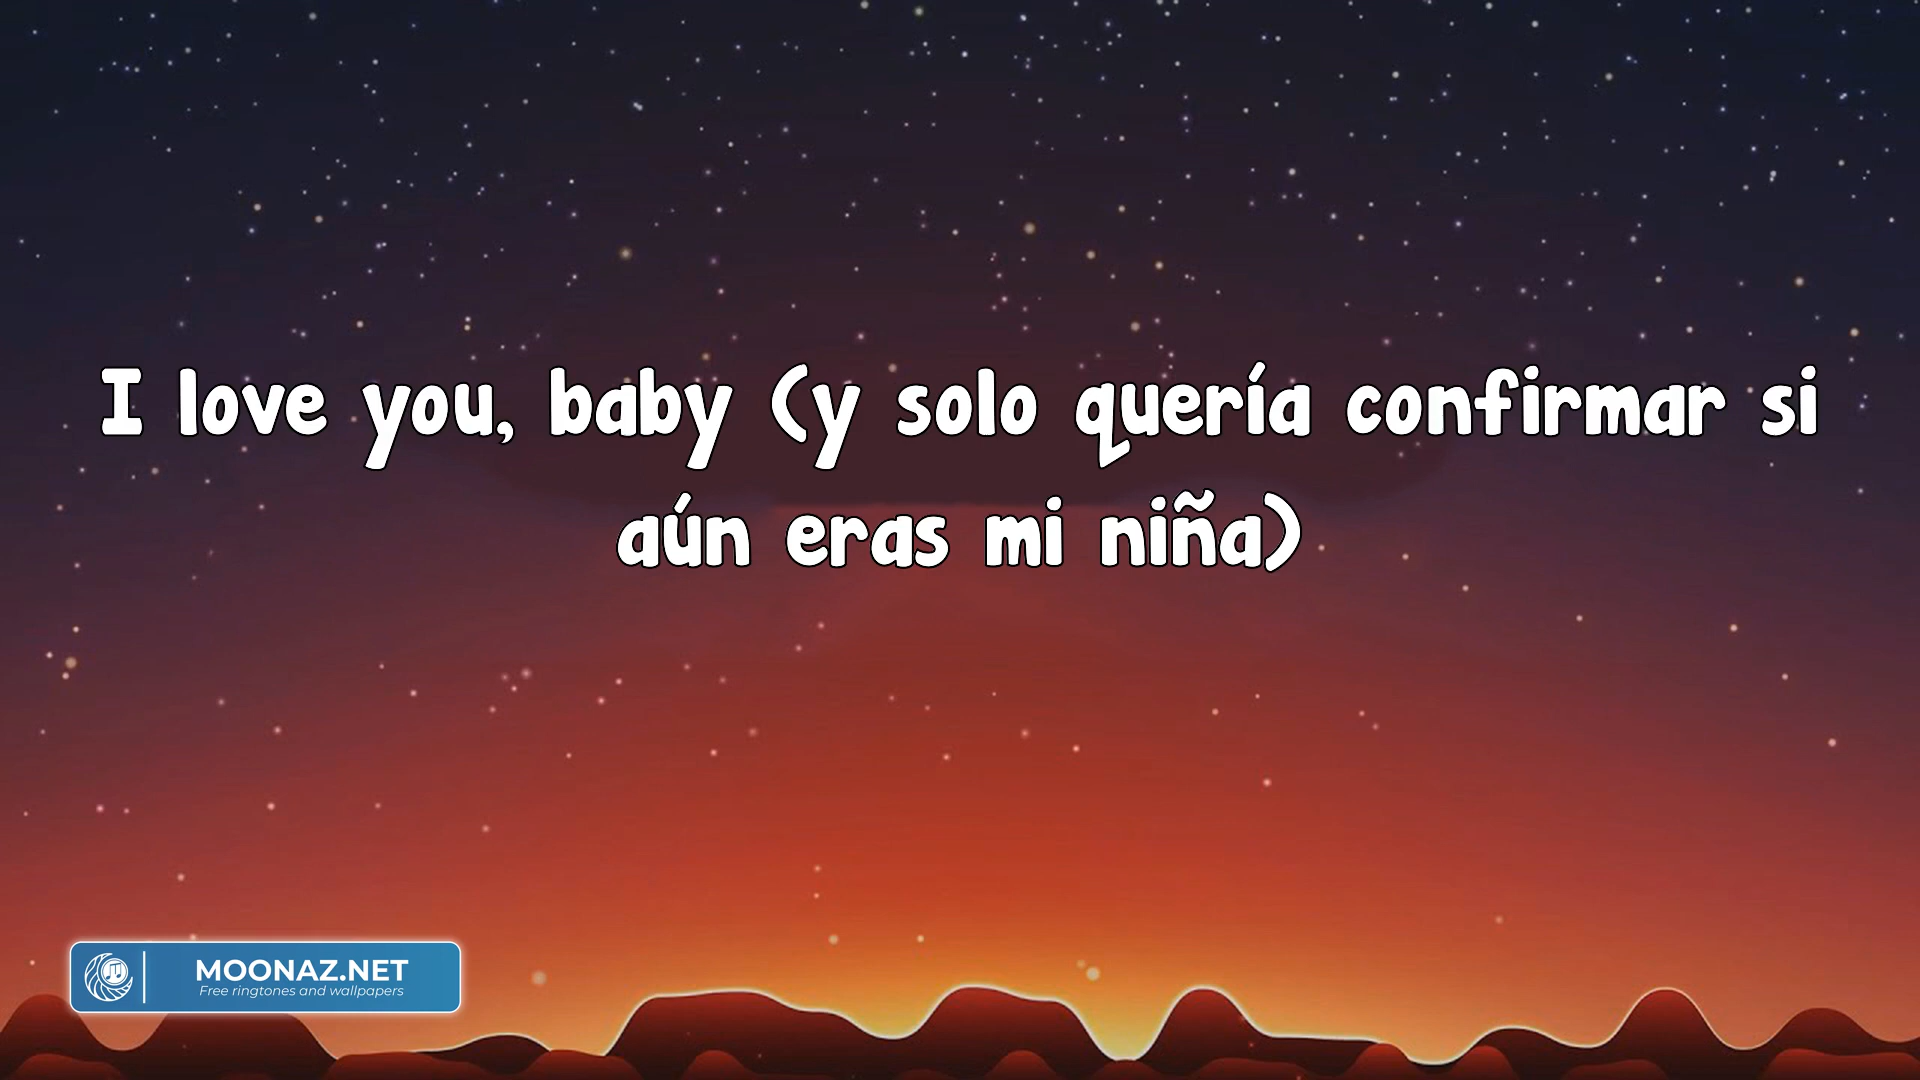 I love you, baby (y solo quería confirmar si
aún eras mi niña)
MOONAZ.NET
Free ringtones and wallpapers